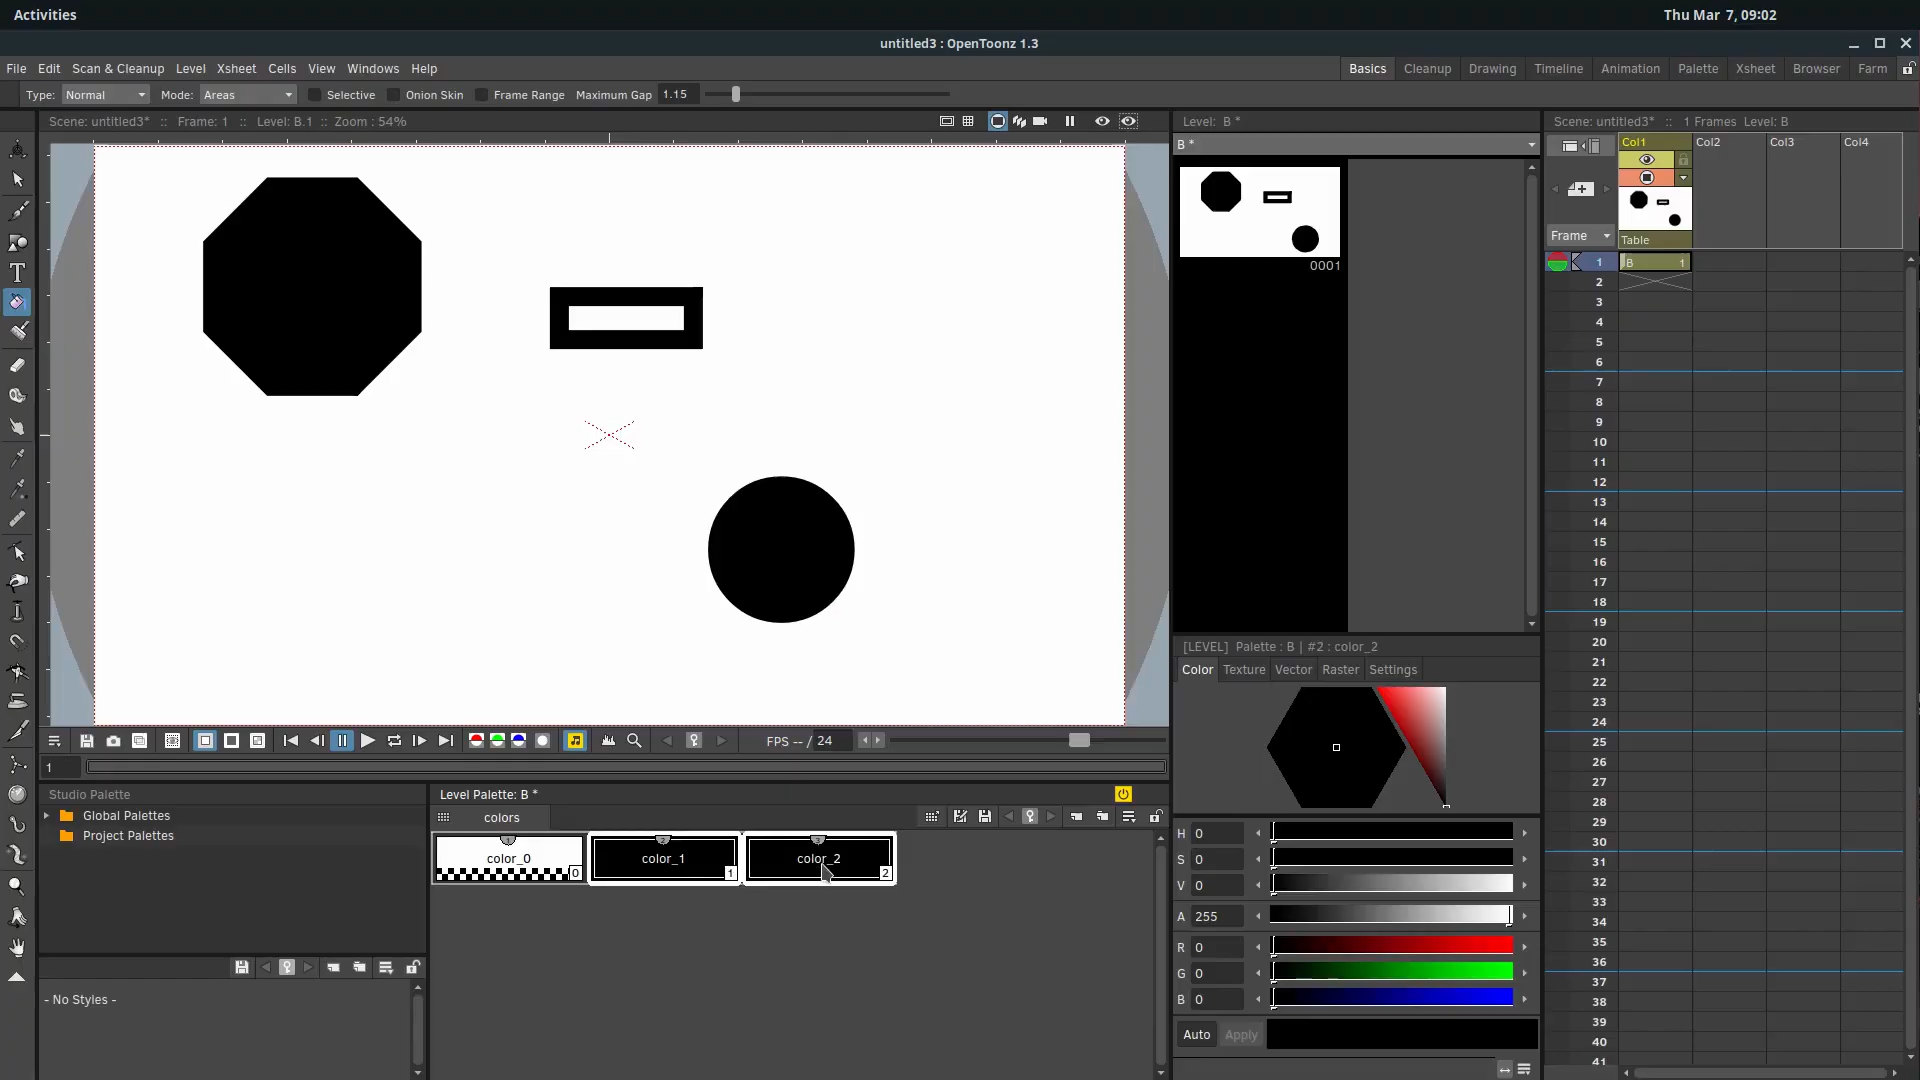 Activities
Thu Mar 7, 09:02
untitled3 : OpenToonz 1.3
File Edit Scan & Cleanup Level Xsheet Cells View Windows Help
Basics Cleanup Drawing Timeline Animation Palette Xsheet Browser Farm
Type: Normal Mode: Areas Selective Onion Skin Frame Range Maximum Gap 1.15
Scene: untitled3* :: Frame: 1 :: Level: B.1 :: Zoom : 54%
Level: B *
B *
0001
Scene: untitled3* :: 1 Frames Level: B
Col1 Col2 Col3 Col4
Frame
Table
1 B 1
2
3
4
5
6
7
8
9
10
11
12
13
14
15
16
17
18
19
20
21
22
23
24
25
26
27
28
29
30
31
32
33
34
35
36
37
38
39
40
41
[LEVEL] Palette : B | #2 : color_2
Color Texture Vector Raster Settings
H 0
S 0
V 0
A 255
R 0
G 0
B 0
Auto Apply
FPS -- / 24
1
Studio Palette
Global Palettes
Project Palettes
- No Styles -
Level Palette: B *
colors
1 2 3
color_0 color_1 color_2
0 1 2